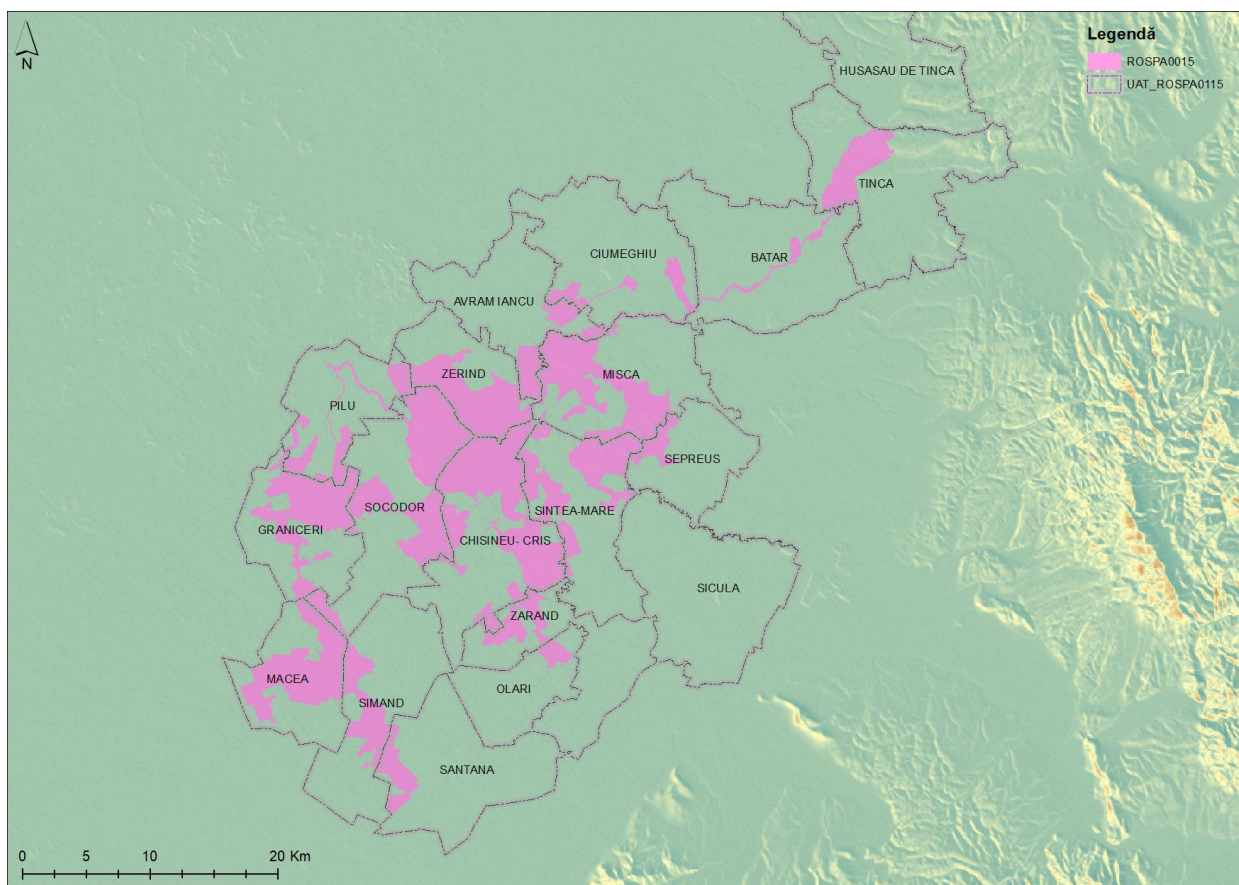 N
Legendă
ROSPA0015
UAT_ROSPA0115
HUSASAU DE TINCA
TINCA
CIUMEGHIU
BATAR
AVRAM IANCU
ZERIND
MISCA
PILU
SEPREUS
SOCODOR
SINTEA-MARE
GRANICERI
CHISINEU- CRIS
SICULA
ZARAND
MACEA
OLARI
SIMAND
SANTANA
0 5 10 20 Km